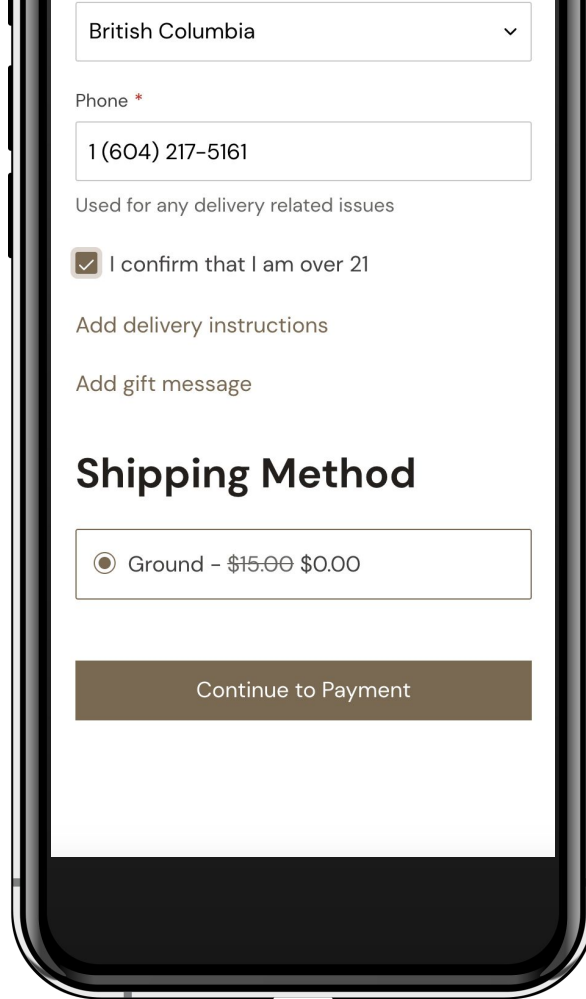 British Columbia
Phone *
1 (604) 217-5161
Used for any delivery related issues
I confirm that I am over 21
Add delivery instructions
Add gift message
Shipping Method
Ground - $15.00 $0.00
Continue to Payment